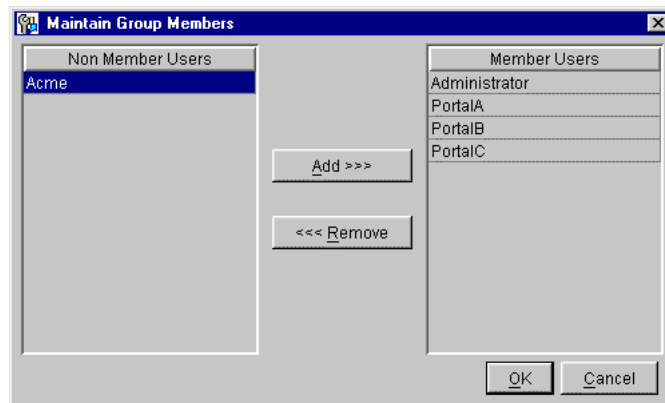 Maintain Group Members
Non Member Users
Acme
Add >>>
<<< Remove
Member Users
Administrator
PortalA
PortalB
PortalC
OK
Cancel